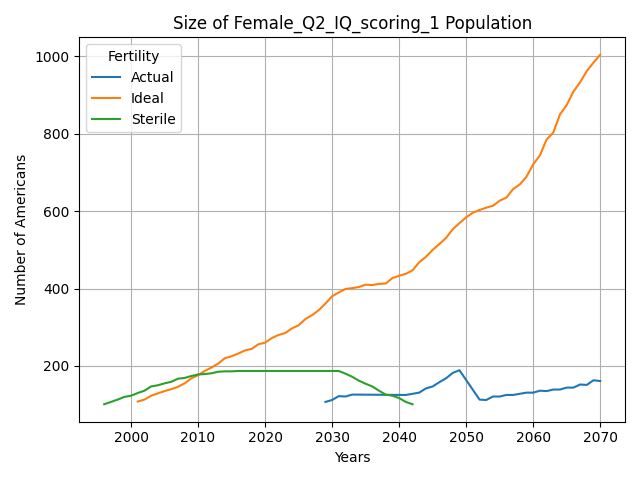 Size of Female_Q2_IQ_scoring_1 Population
Fertility
Actual
Ideal
Sterile
Number of Americans
1000
800
600
400
200
2000 2010 2020 2030 2040 2050 2060 2070
Years